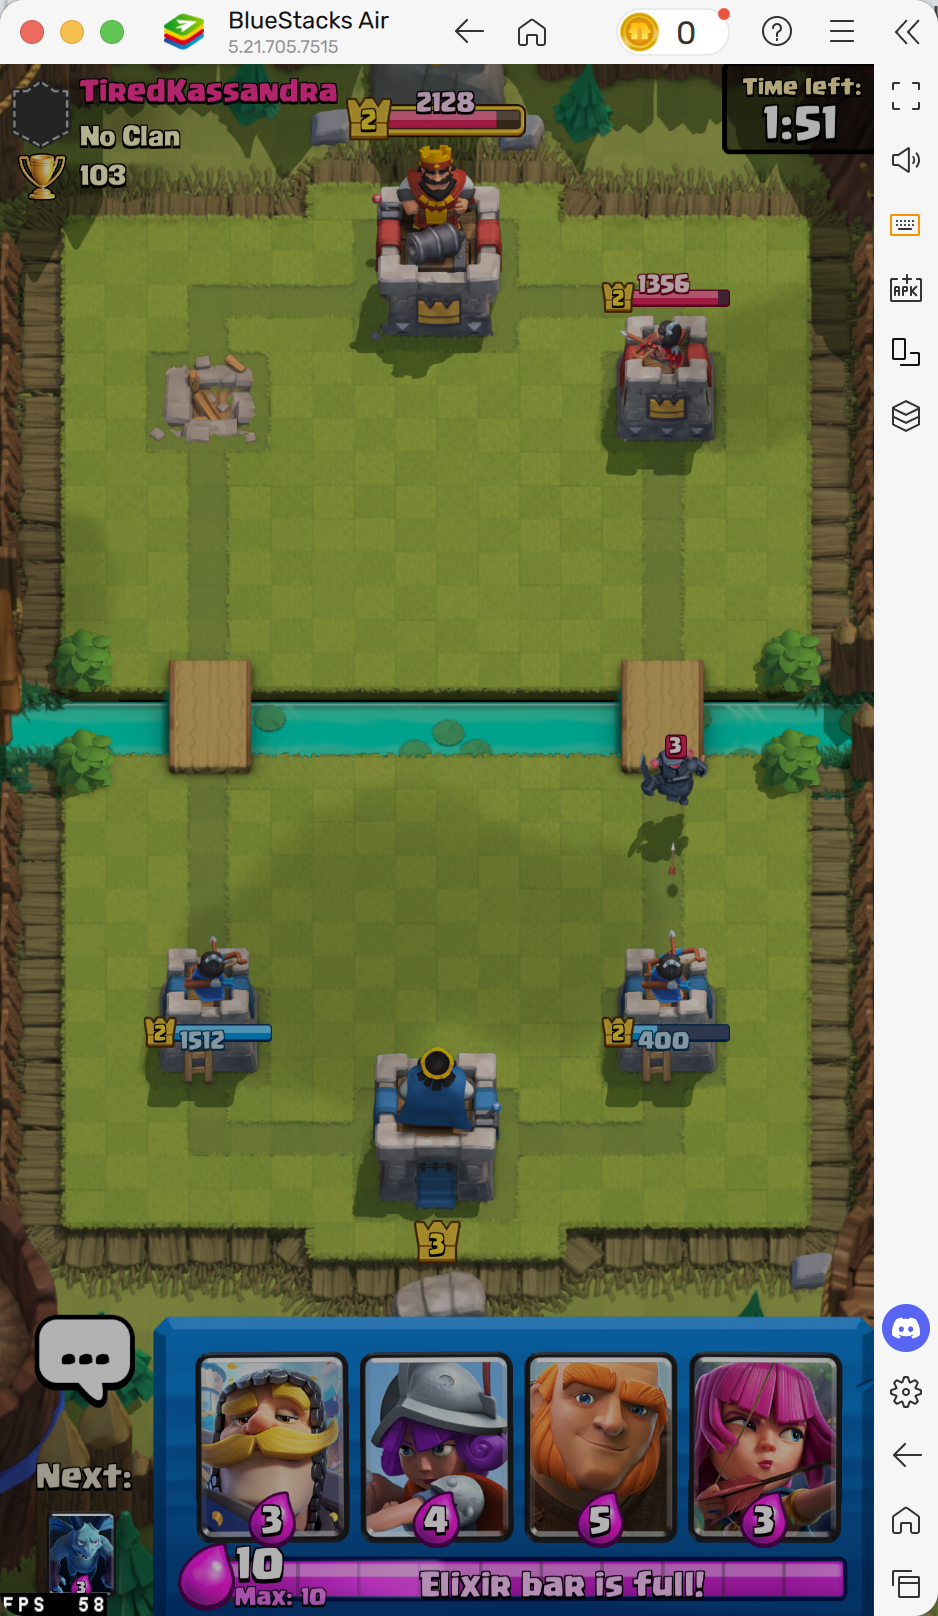 BlueStacks Air
5.21.705.7515
0
TiredKassandra
No Clan
103
2
2128
Time left:
1:51
2
1356
APK
3
2
1512
2
400
3
Next:
3
3
4
5
3
10
Max: 10
Elixir bar is full!
FPS 58